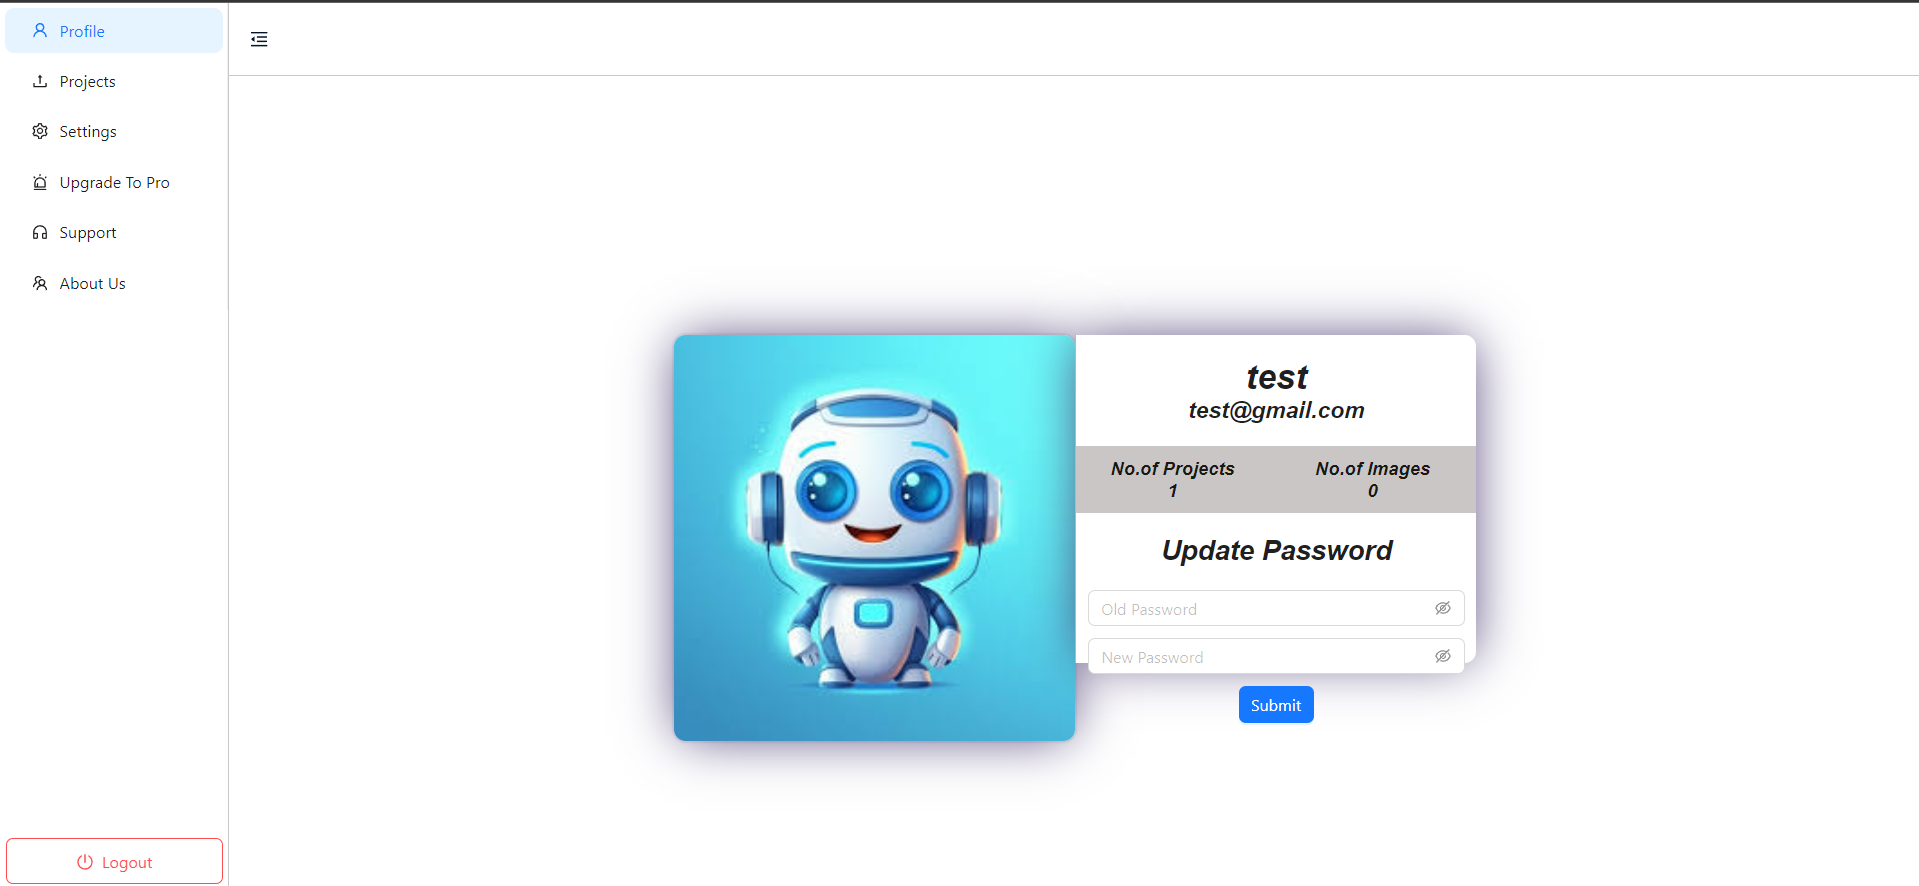 Profile
Projects
Settings
Upgrade To Pro
Support
About Us
Logout
test
test@gmail.com
No.of Projects
1
No.of Images
0
Update Password
Old Password
New Password
Submit